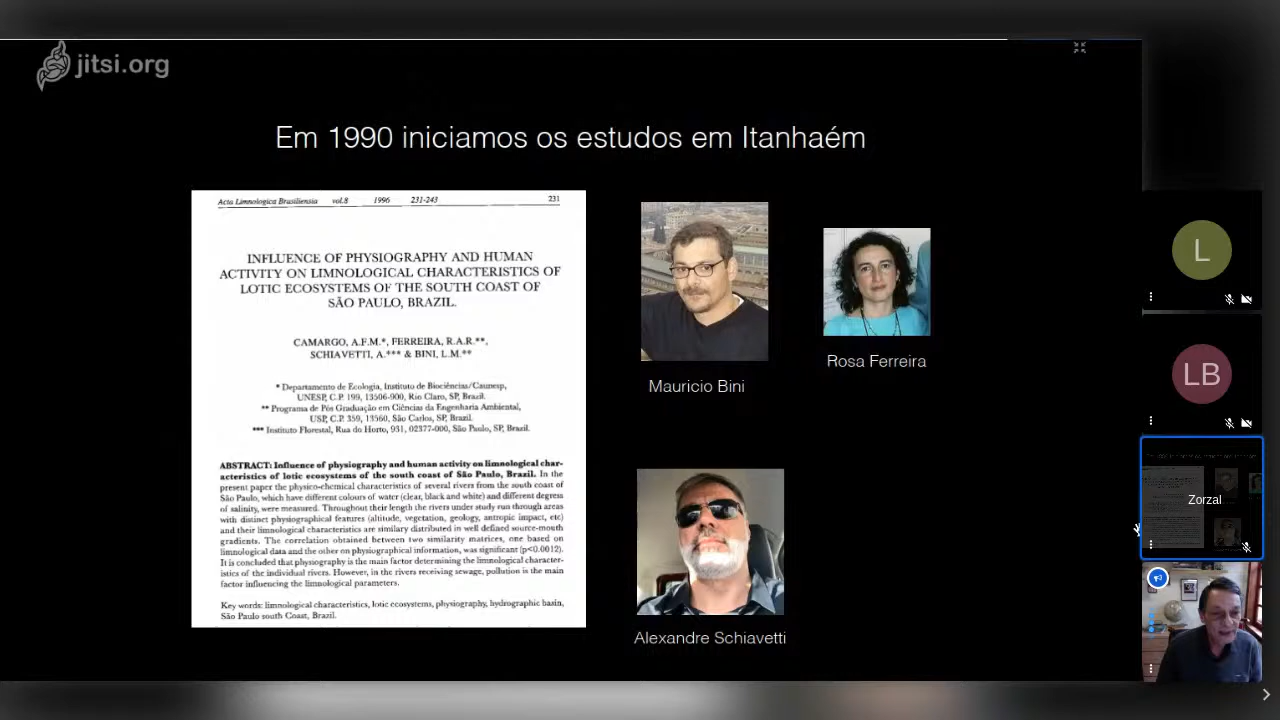 jitsi.org
Em 1990 iniciamos os estudos em Itanhaém
Acta Limnologica Brasiliensia vol.8 1996 231-243 231
INFLUENCE OF PHYSIOGRAPHY AND HUMAN
ACTIVITY ON LIMNOLOGICAL CHARACTERISTICS OF
LOTIC ECOSYSTEMS OF THE SOUTH COAST OF
SÃO PAULO, BRAZIL.
CAMARGO, A.F.M.*, FERREIRA, R.A.R.**,
SCHIAVETTI, A.*** & BINI, L.M.**
* Departamento de Ecologia, Instituto de Biociências/Caunesp,
UNESP, C.P. 199, 13506-900, Rio Claro, SP, Brazil.
** Programa de Pós Graduação em Ciências da Engenharia Ambiental,
USP, C.P. 359, 13560, São Carlos, SP, Brazil.
*** Instituto Florestal, Rua do Horto, 931, 02377-000, São Paulo, SP, Brazil.
ABSTRACT: Influence of physiography and human activity on limnological char-
acteristics of lotic ecosystems of the south coast of São Paulo, Brazil. In the
present paper the physico-chemical characteristics of several rivers from the south coast of
São Paulo, which have different colours of water (clear, black and white) and different degress
of salinity, were measured. Throughout their length the rivers under study run through areas
with distinct physiographical features (altitude, vegetation, geology, antropic impact, etc)
and their limnological characteristics are similary distributed in well defined source-mouth
gradients. The correlation obtained between two similarity matrices, one based on
limnological data and the other on physiographical information, was significant (p<0.0012).
It is concluded that physiography is the main factor determining the limnological character-
istics of the individual rivers. However, in the rivers receiving sewage, pollution is the main
factor influencing the limnological parameters.
Key words: limnological characteristics, lotic ecosystems, physiography, hydrographic basin,
São Paulo south Coast, Brazil.
Mauricio Bini
Rosa Ferreira
Alexandre Schiavetti
L
LB
Zorzal